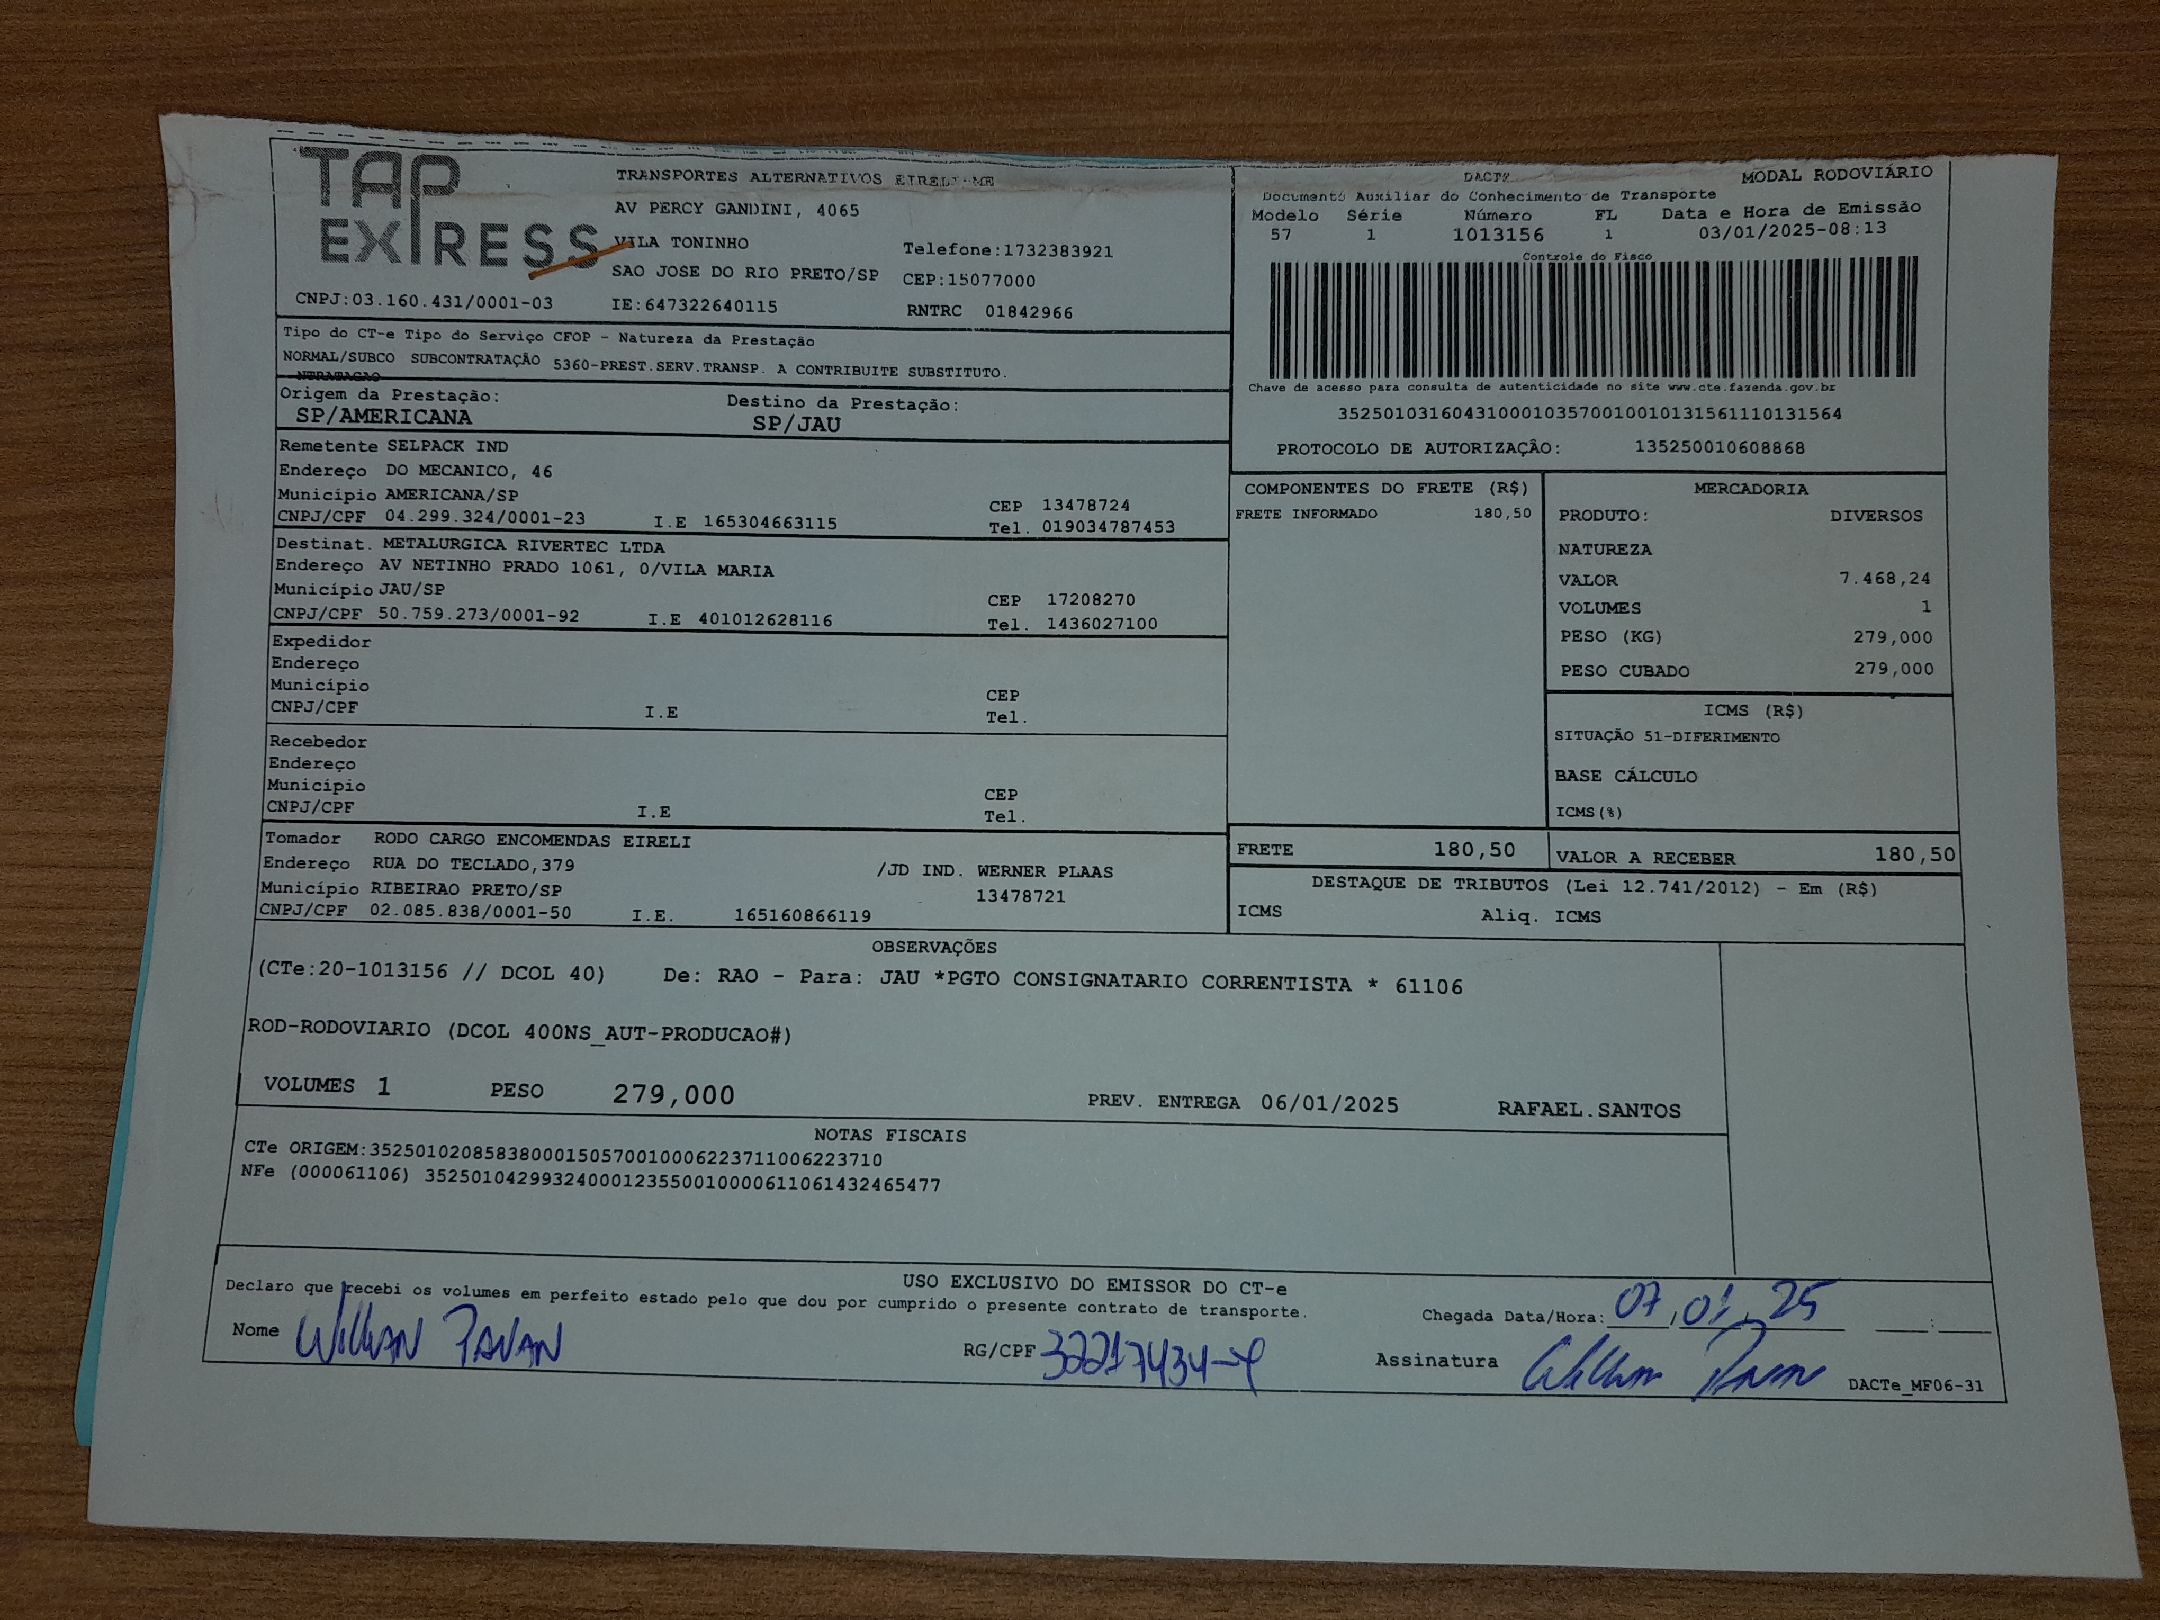 TAP
EXPRESS
TRANSPORTES ALTERNATIVOS EIRELI-ME
AV PERCY GANDINI, 4065
VILA TONINHO
Telefone:1732383921
SAO JOSE DO RIO PRETO/SP CEP:15077000
CNPJ:03.160.431/0001-03 IE:647322640115 RNTRC 01842966
Tipo do CT-e Tipo do Serviço CFOP - Natureza da Prestação
NORMAL/SUBCO SUBCONTRATAÇÃO 5360-PREST.SERV.TRANSP. A CONTRIBUITE SUBSTITUTO.
NTRATACAO
Origem da Prestação: Destino da Prestação:
SP/AMERICANA SP/JAU
Remetente SELPACK IND
Endereço DO MECANICO, 46
Município AMERICANA/SP CEP 13478724
CNPJ/CPF 04.299.324/0001-23 I.E 165304663115 Tel. 019034787453
Destinat. METALURGICA RIVERTEC LTDA
Endereço AV NETINHO PRADO 1061, 0/VILA MARIA
Município JAU/SP CEP 17208270
CNPJ/CPF 50.759.273/0001-92 I.E 401012628116 Tel. 1436027100
Expedidor
Endereço
Município CEP
CNPJ/CPF I.E Tel.
Recebedor
Endereço
Município CEP
CNPJ/CPF I.E Tel.
Tomador RODO CARGO ENCOMENDAS EIRELI
Endereço RUA DO TECLADO,379 /JD IND. WERNER PLAAS
Município RIBEIRAO PRETO/SP 13478721
CNPJ/CPF 02.085.838/0001-50 I.E. 165160866119
DACTe MODAL RODOVIÁRIO
Documento Auxiliar do Conhecimento de Transporte
Modelo Série Número FL Data e Hora de Emissão
57 1 1013156 1 03/01/2025-08:13
Controle do Fisco
Chave de acesso para consulta de autenticidade no site www.cte.fazenda.gov.br
35250103160431000103570010010131561110131564
PROTOCOLO DE AUTORIZAÇÃO: 135250010608868
COMPONENTES DO FRETE (R$)
FRETE INFORMADO 180,50
MERCADORIA
PRODUTO: DIVERSOS
NATUREZA
VALOR 7.468,24
VOLUMES 1
PESO (KG) 279,000
PESO CUBADO 279,000
ICMS (R$)
SITUAÇÃO 51-DIFERIMENTO
BASE CÁLCULO
ICMS(%)
FRETE 180,50 VALOR A RECEBER 180,50
DESTAQUE DE TRIBUTOS (Lei 12.741/2012) - Em (R$)
ICMS Aliq. ICMS
OBSERVAÇÕES
(CTe:20-1013156 // DCOL 40) De: RAO - Para: JAU *PGTO CONSIGNATARIO CORRENTISTA * 61106
ROD-RODOVIARIO (DCOL 400NS_AUT-PRODUCAO#)
VOLUMES 1 PESO 279,000 PREV. ENTREGA 06/01/2025 RAFAEL.SANTOS
NOTAS FISCAIS
CTe ORIGEM:35250102085838000150570010006223711006223710
NFe (000061106) 35250104299324000123550010000611061432465477
USO EXCLUSIVO DO EMISSOR DO CT-e
Declaro que recebi os volumes em perfeito estado pelo que dou por cumprido o presente contrato de transporte.
Chegada Data/Hora: 07/01/25 :
Nome Willian Pavan RG/CPF 32217434-4 Assinatura Willian Pavan
DACTe_MF06-31